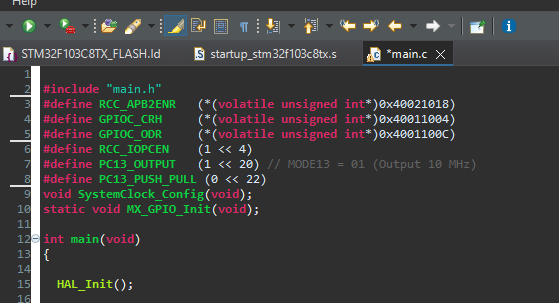 Help
STM32F103C8TX_FLASH.ld
startup_stm32f103c8tx.s
*main.c
1
2 #include "main.h"
3 #define RCC_APB2ENR (*(volatile unsigned int*)0x40021018)
4 #define GPIOC_CRH (*(volatile unsigned int*)0x40011004)
5 #define GPIOC_ODR (*(volatile unsigned int*)0x4001100C)
6 #define RCC_IOPCEN (1 << 4)
7 #define PC13_OUTPUT (1 << 20) // MODE13 = 01 (Output 10 MHz)
8 #define PC13_PUSH_PULL (0 << 22)
9 void SystemClock_Config(void);
10 static void MX_GPIO_Init(void);
11
12 int main(void)
13 {
14
15 HAL_Init();